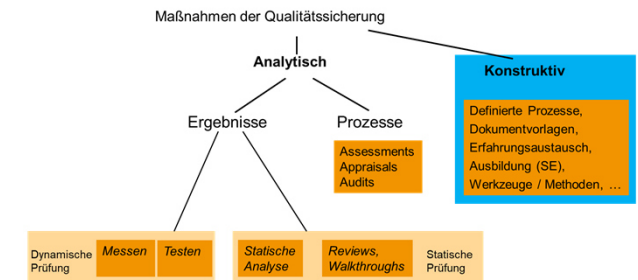 Maßnahmen der Qualitätssicherung
Analytisch
Konstruktiv
Ergebnisse
Prozesse
Definierte Prozesse,
Dokumentvorlagen,
Erfahrungsaustausch,
Ausbildung (SE),
Werkzeuge / Methoden, …
Assessments
Appraisals
Audits
Dynamische
Prüfung
Messen
Testen
Statische
Analyse
Reviews,
Walkthroughs
Statische
Prüfung